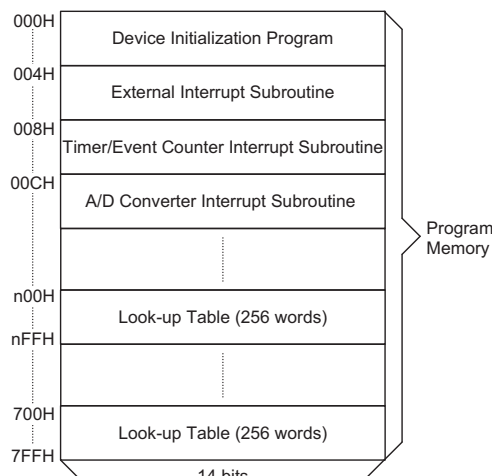 000H
Device Initialization Program
004H
External Interrupt Subroutine
008H
Timer/Event Counter Interrupt Subroutine
00CH
A/D Converter Interrupt Subroutine
Program
Memory
n00H
Look-up Table (256 words)
nFFH
700H
Look-up Table (256 words)
7FFH
14 bits